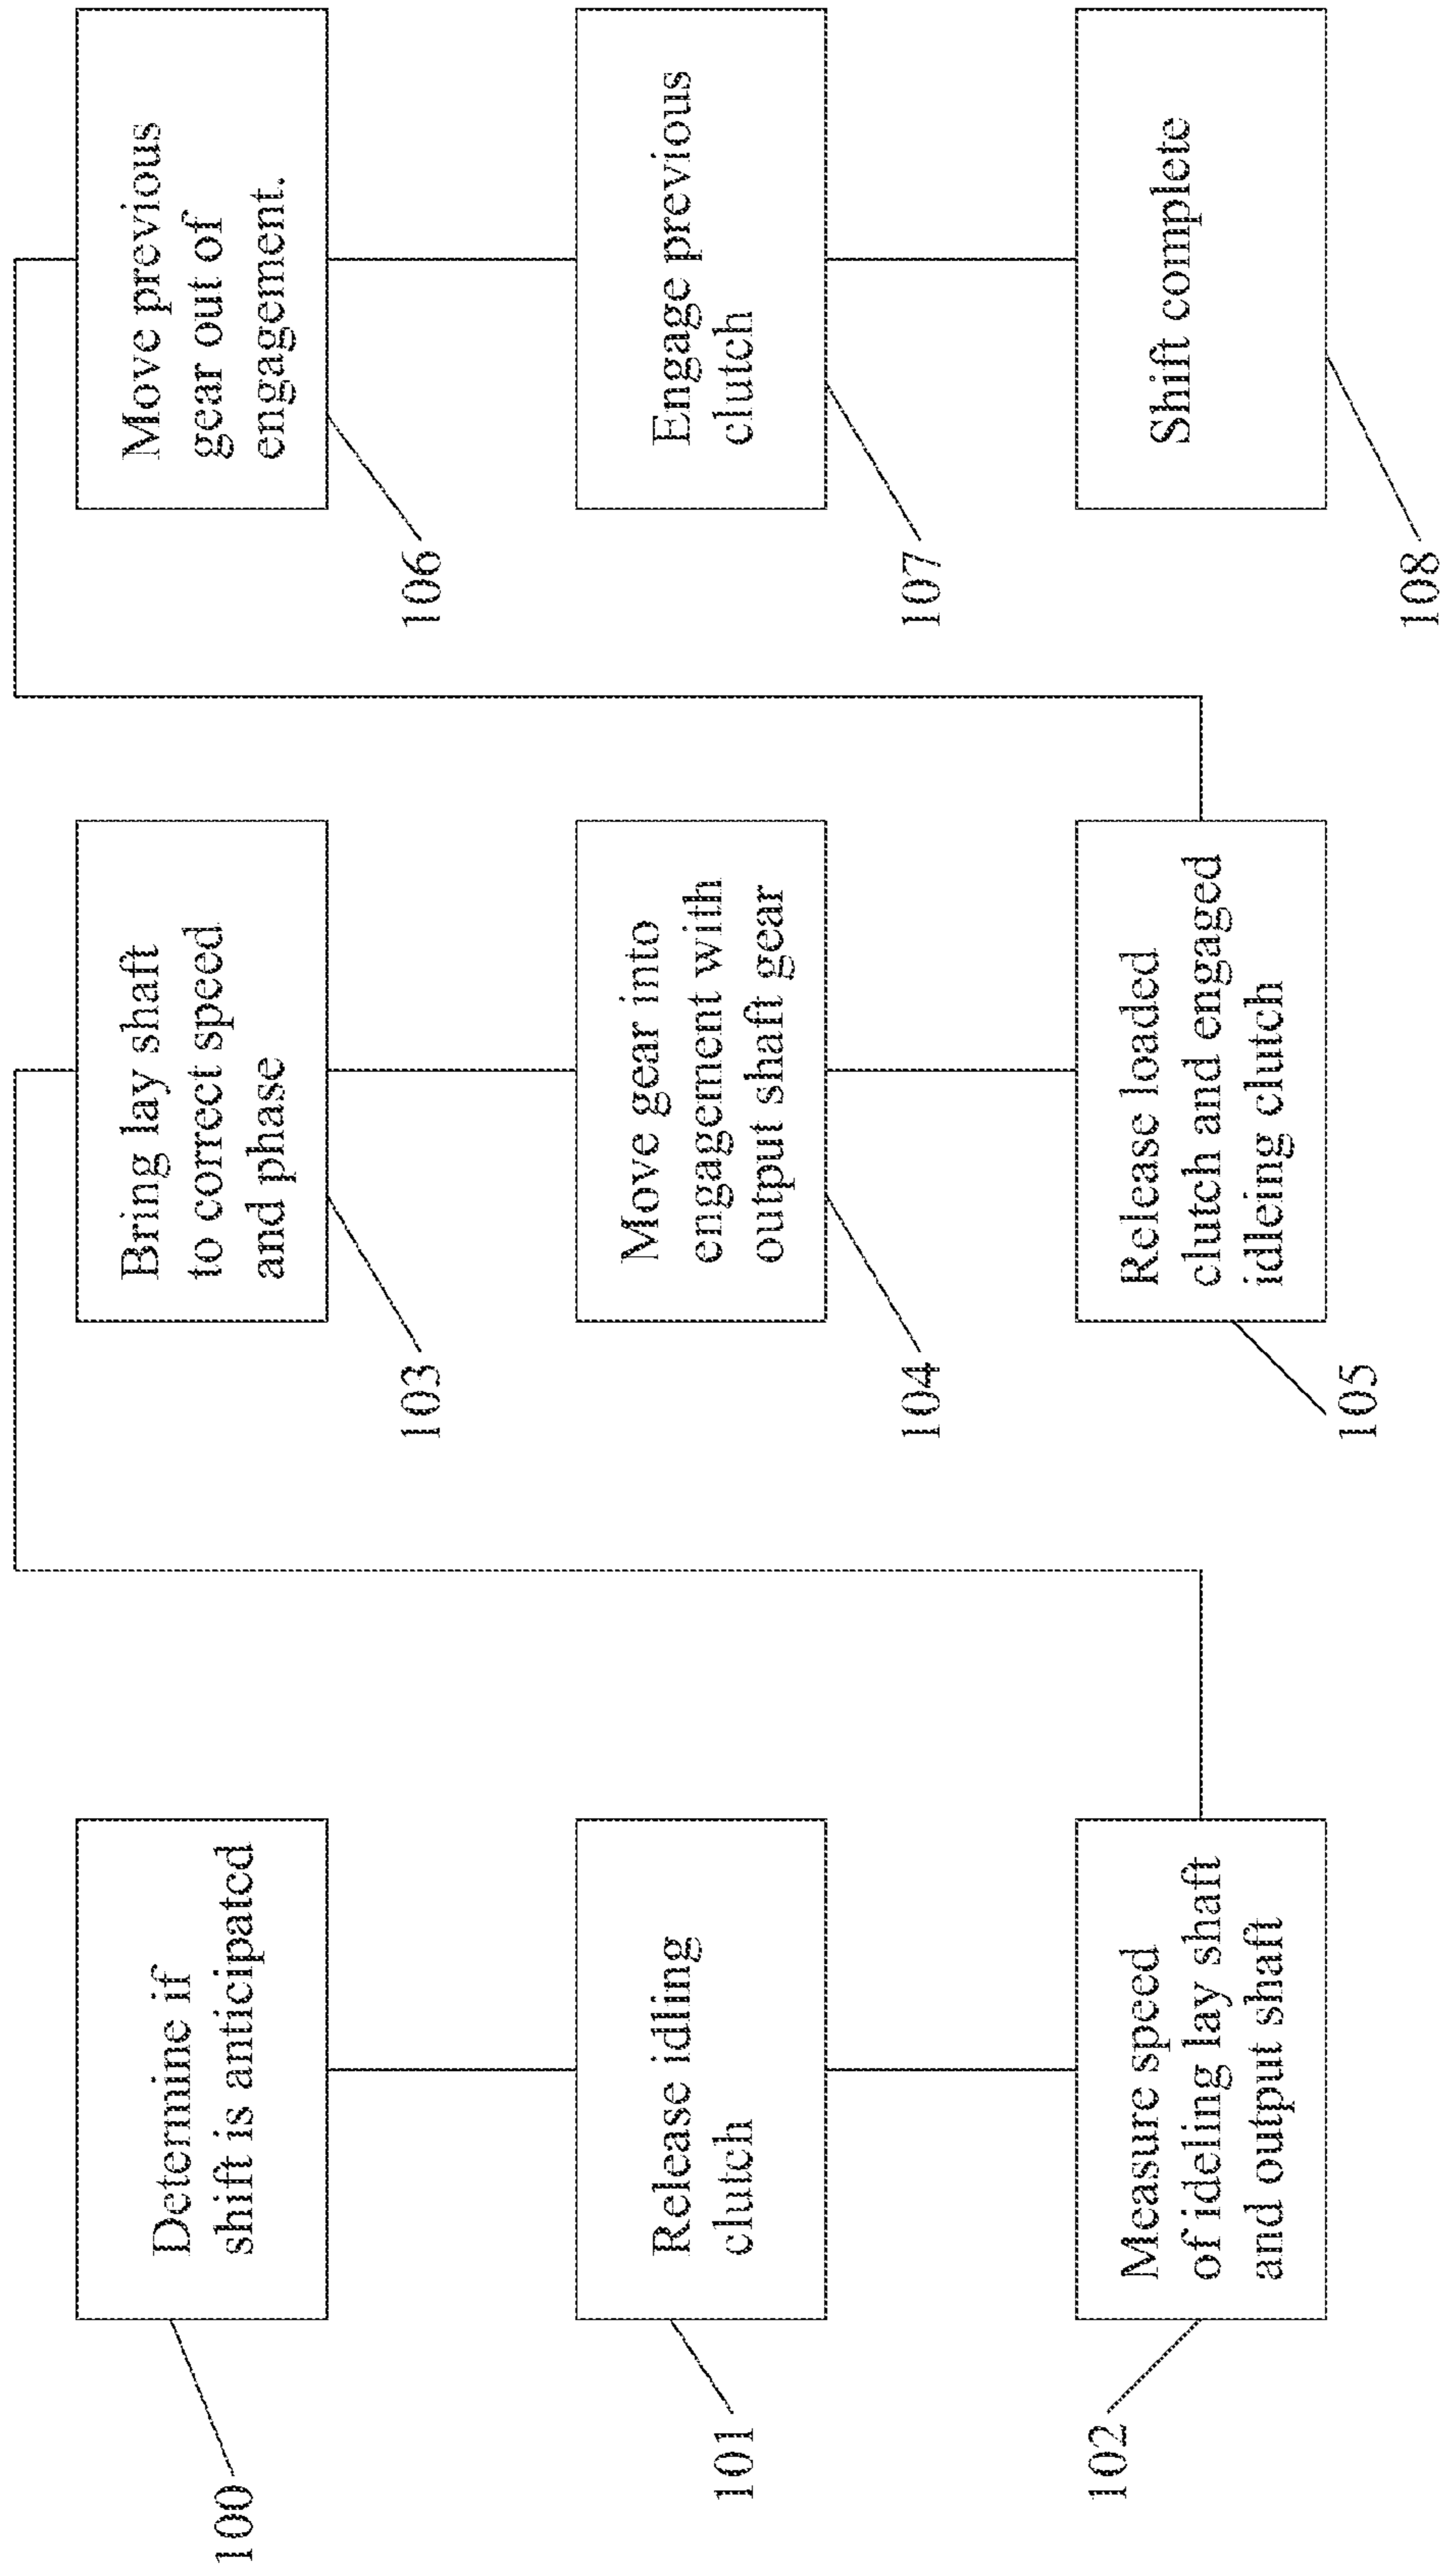 Determine if
shift is anticipated
100
Release idling
clutch
101
Measure speed
of ideling lay shaft
and output shaft
102
Bring lay shaft
to correct speed
and phase
103
Move gear into
engagement with
output shaft gear
104
Release loaded
clutch and engaged
idleing clutch
105
Move previous
gear out of
engagement.
106
Engage previous
clutch
107
Shift complete
108